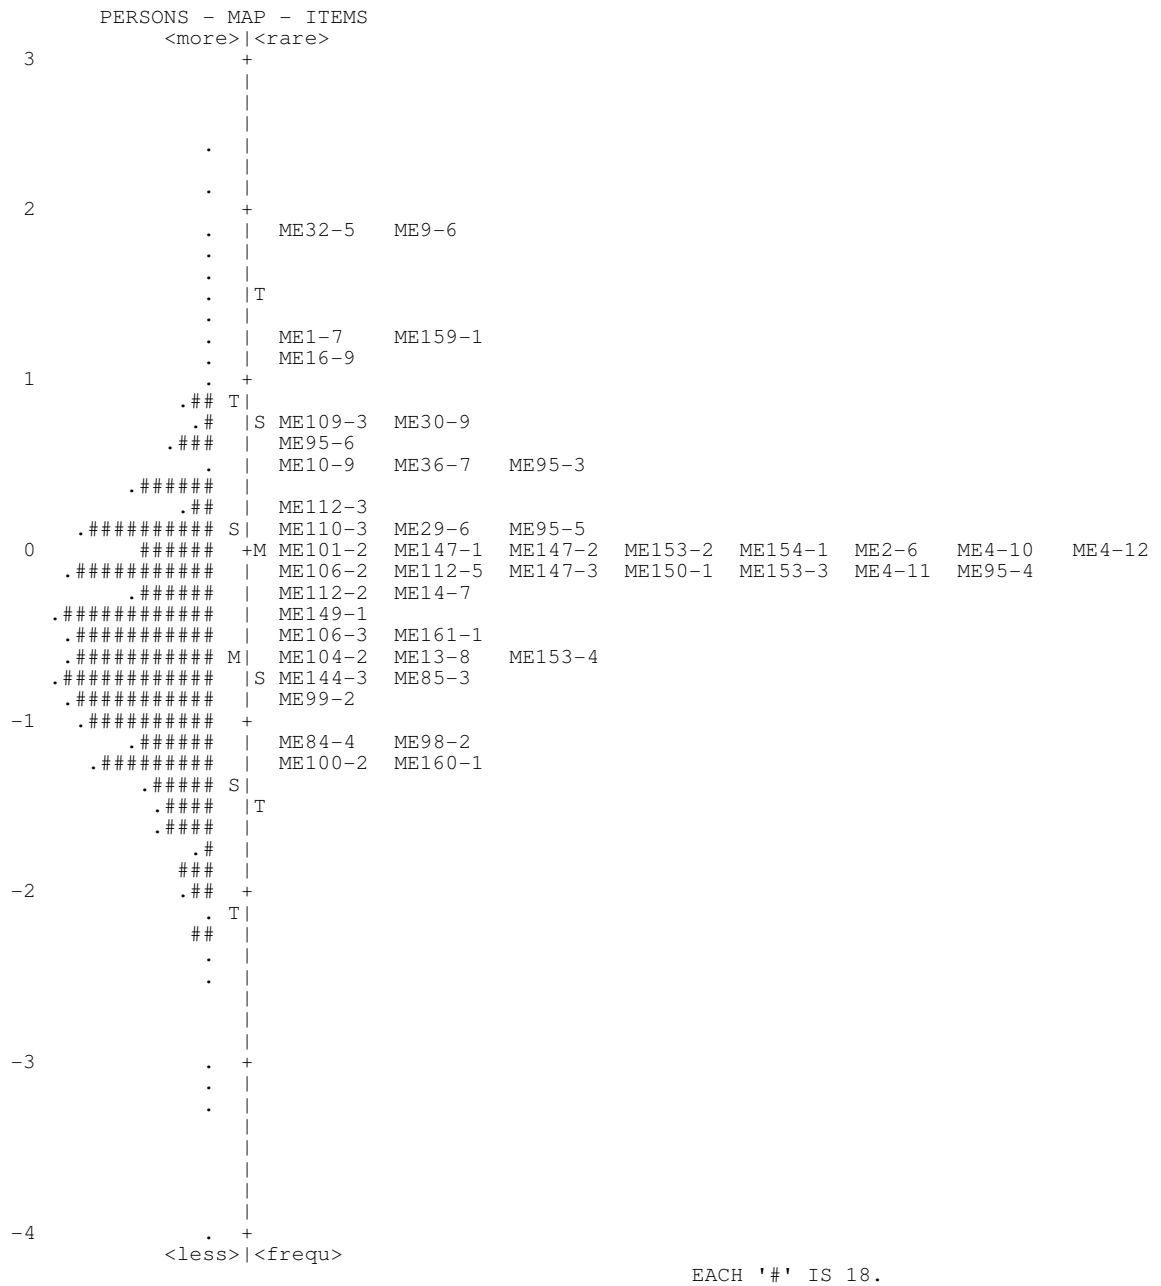 PERSONS - MAP - ITEMS
<more>|<rare>
3 +
|
|
|
. |
|
. |
2 +
. | ME32-5 ME9-6
. |
. |
. |T
. |
. | ME1-7 ME159-1
. | ME16-9
1 . +
.## T|
.# |S ME109-3 ME30-9
.### | ME95-6
. | ME10-9 ME36-7 ME95-3
.###### |
.## | ME112-3
.########## S| ME110-3 ME29-6 ME95-5
0 ###### +M ME101-2 ME147-1 ME147-2 ME153-2 ME154-1 ME2-6 ME4-10 ME4-12
.########### | ME106-2 ME112-5 ME147-3 ME150-1 ME153-3 ME4-11 ME95-4
.###### | ME112-2 ME14-7
.############ | ME149-1
.########### | ME106-3 ME161-1
.########### M| ME104-2 ME13-8 ME153-4
.############ |S ME144-3 ME85-3
.########### | ME99-2
-1 .########## +
.###### | ME84-4 ME98-2
.######### | ME100-2 ME160-1
.##### S|
.#### |T
.#### |
.# |
### |
-2 .## +
. T|
## |
. |
. |
|
|
|
-3 . +
. |
. |
|
|
|
|
|
-4 . +
<less>|<frequ>
EACH '#' IS 18.